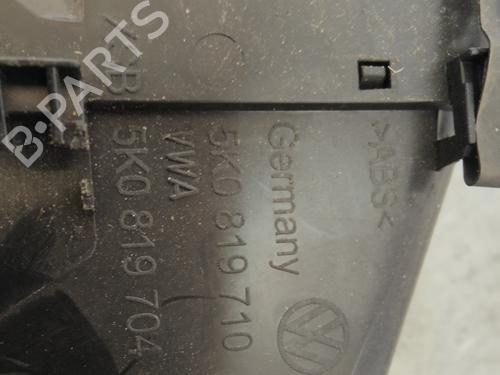 >ABS<
Germany
5K0 819 710
VWA
5K0 819 704
B-PARTS